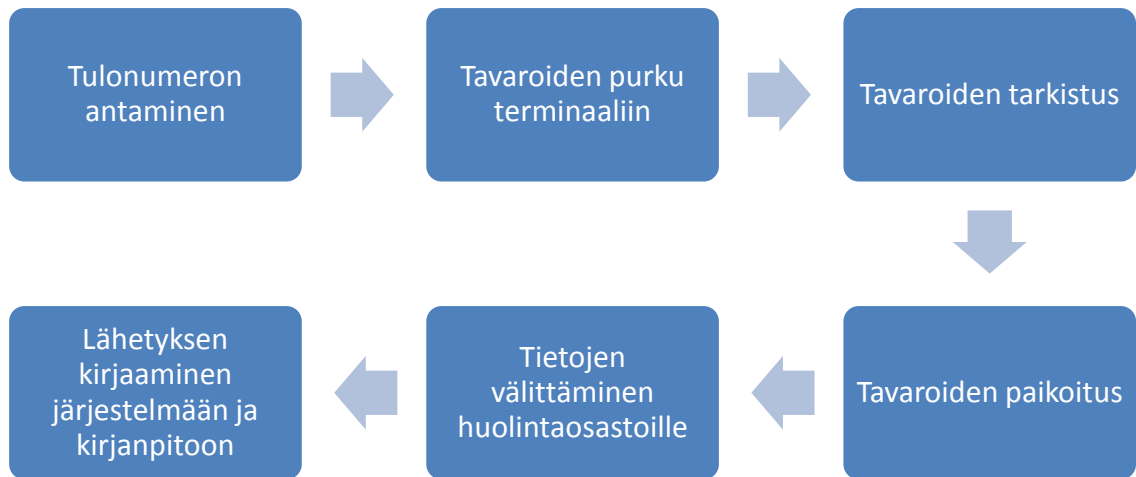 Tulonumeron
antaminen
Tavaroiden purku
terminaaliin
Tavaroiden tarkistus
Tavaroiden paikoitus
Tietojen
välittäminen
huolintaosastoille
Lähetyksen
kirjaaminen
järjestelmään ja
kirjanpitoon